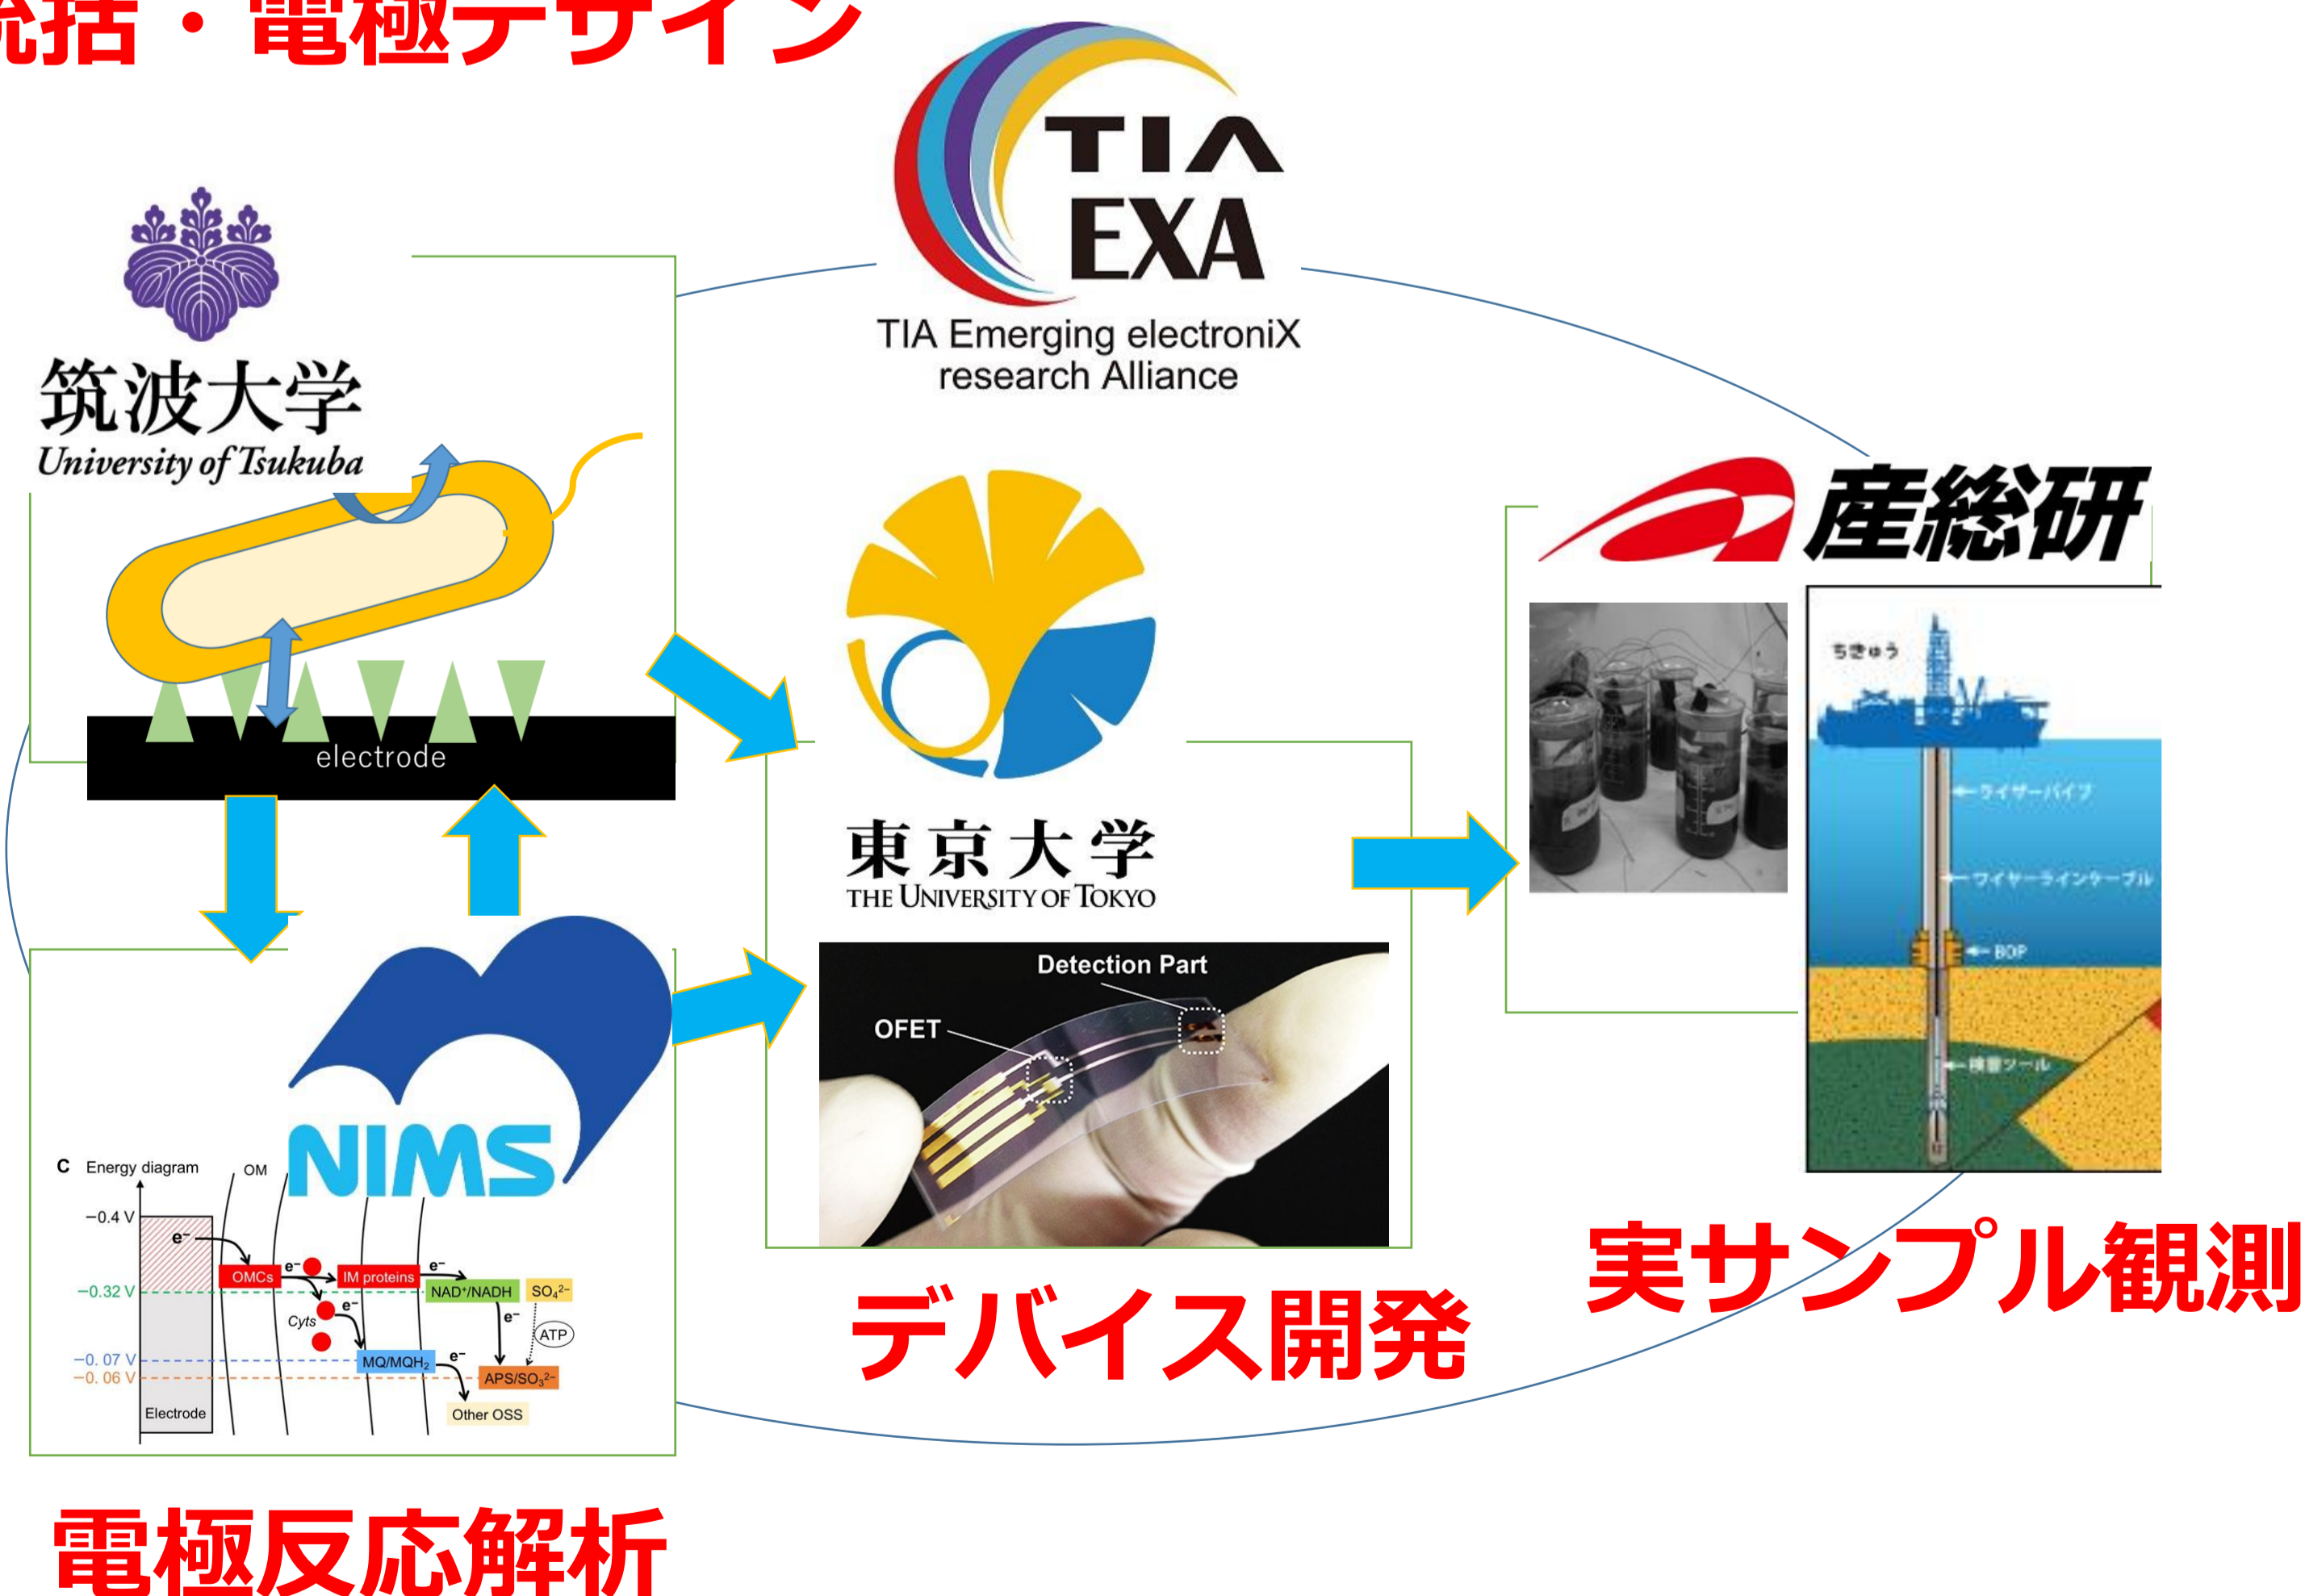 統括・電極デザイン
TIA
EXA
TIA Emerging electroniX
research Alliance
筑波大学
University of Tsukuba
electrode
東京大学
THE UNIVERSITY OF TOKYO
産総研
ちきゅう
ライザーパイプ
ワイヤーラインケーブル
BOP
検層ツール
Detection Part
OFET
NIMS
C Energy diagram
OM
−0.4 V
e⁻
OMCs
e⁻
IM proteins
e⁻
−0.32 V
NAD⁺/NADH
SO₄²⁻
Cyts
e⁻
e⁻
ATP
−0.07 V
MQ/MQH₂
e⁻
−0.06 V
APS/SO₃²⁻
Electrode
Other OSS
デバイス開発
実サンプル観測
電極反応解析